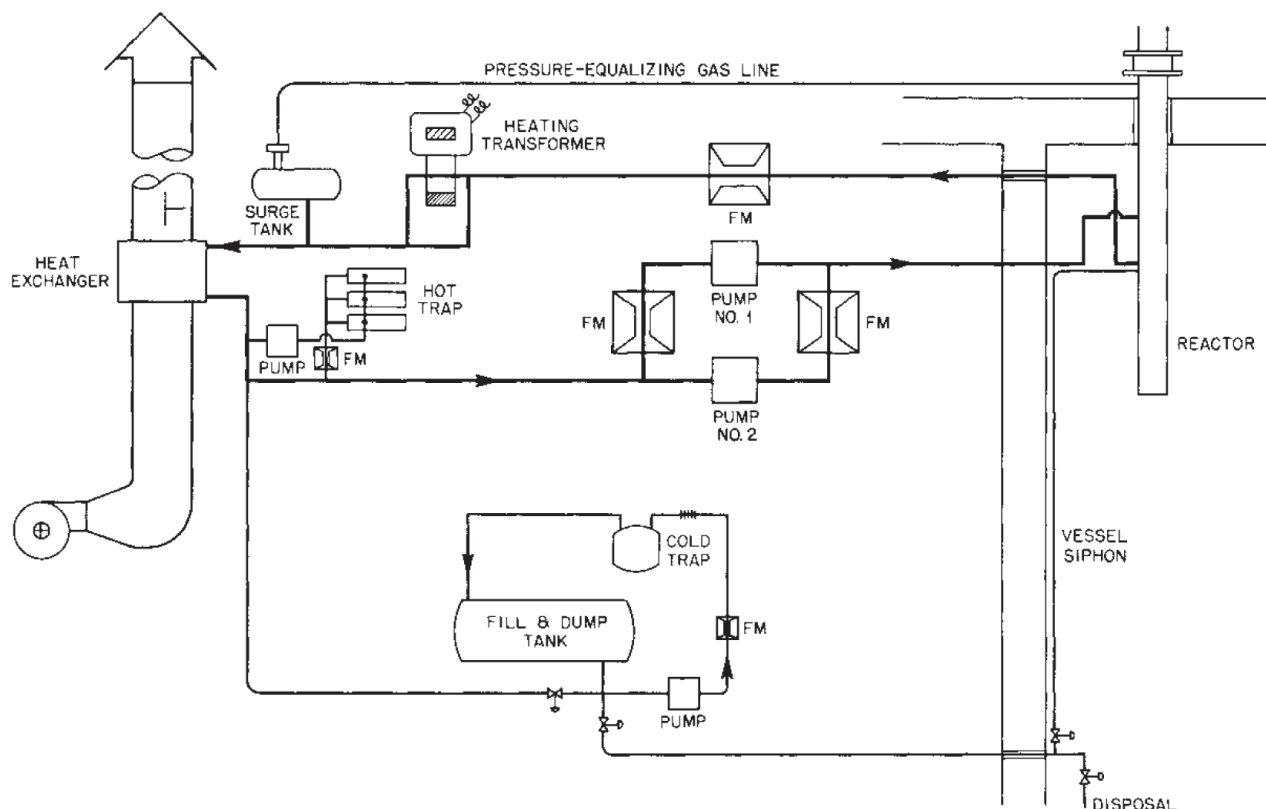 PRESSURE-EQUALIZING GAS LINE
HEATING
TRANSFORMER
SURGE
TANK
FM
HEAT
EXCHANGER
HOT
TRAP
PUMP
FM
FM
PUMP
NO. 1
FM
PUMP
NO. 2
REACTOR
COLD
TRAP
VESSEL
SIPHON
FILL & DUMP
TANK
FM
PUMP
DISPOSAL